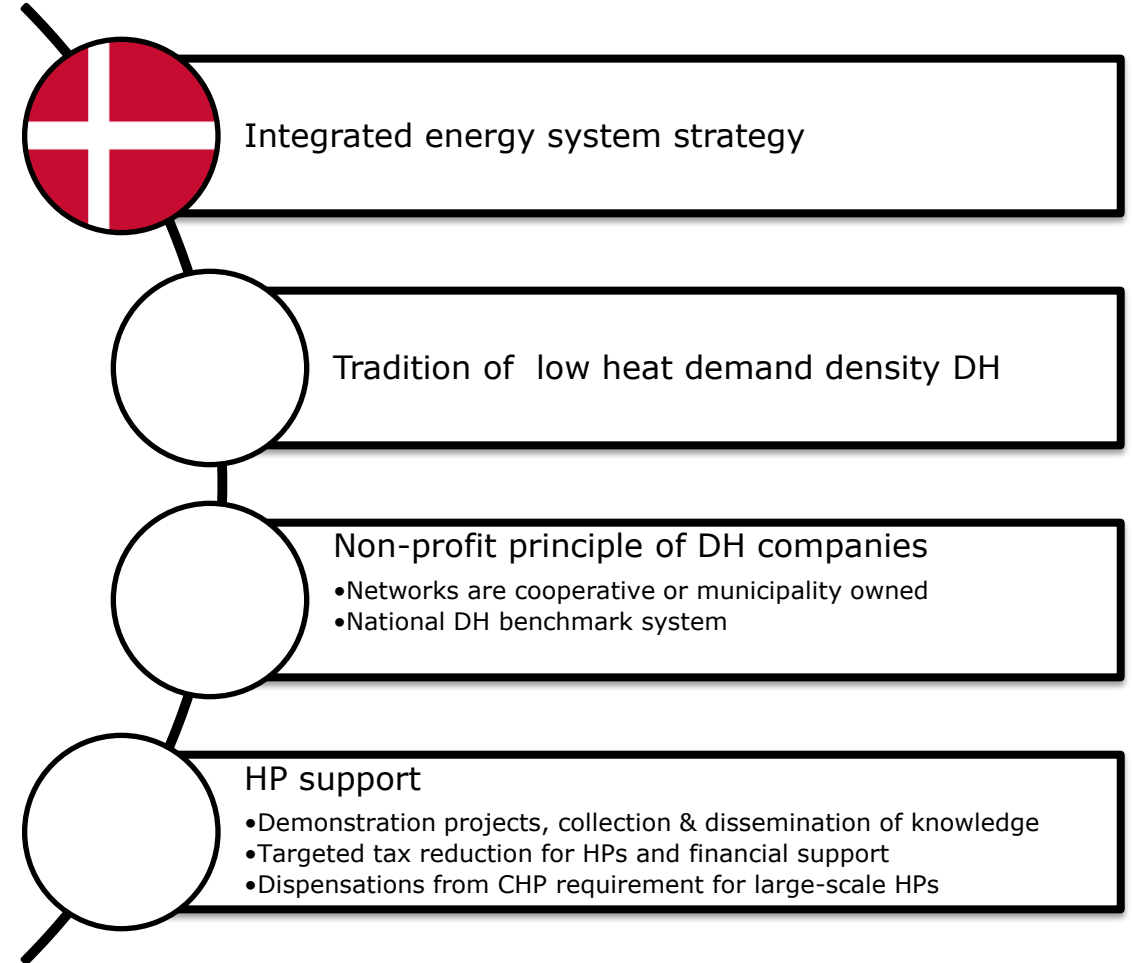 Integrated energy system strategy
Tradition of  low heat demand density DH
Non-profit principle of DH companies
•Networks are cooperative or municipality owned
•National DH benchmark system
HP support
•Demonstration projects, collection & dissemination of knowledge
•Targeted tax reduction for HPs and financial support
•Dispensations from CHP requirement for large-scale HPs